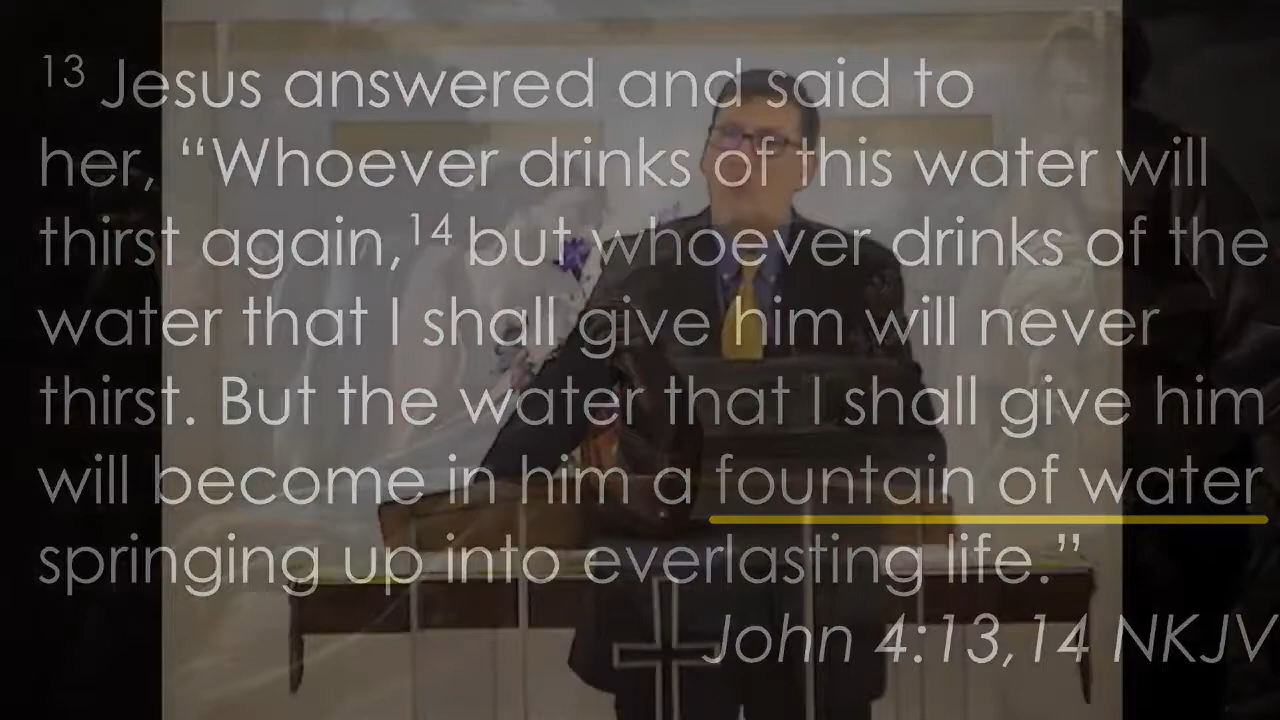 13 Jesus answered and said to
her, “Whoever drinks of this water will
thirst again, 14 but whoever drinks of the
water that I shall give him will never
thirst. But the water that I shall give him
will become in him a fountain of water
springing up into everlasting life.”
John 4:13,14 NKJV